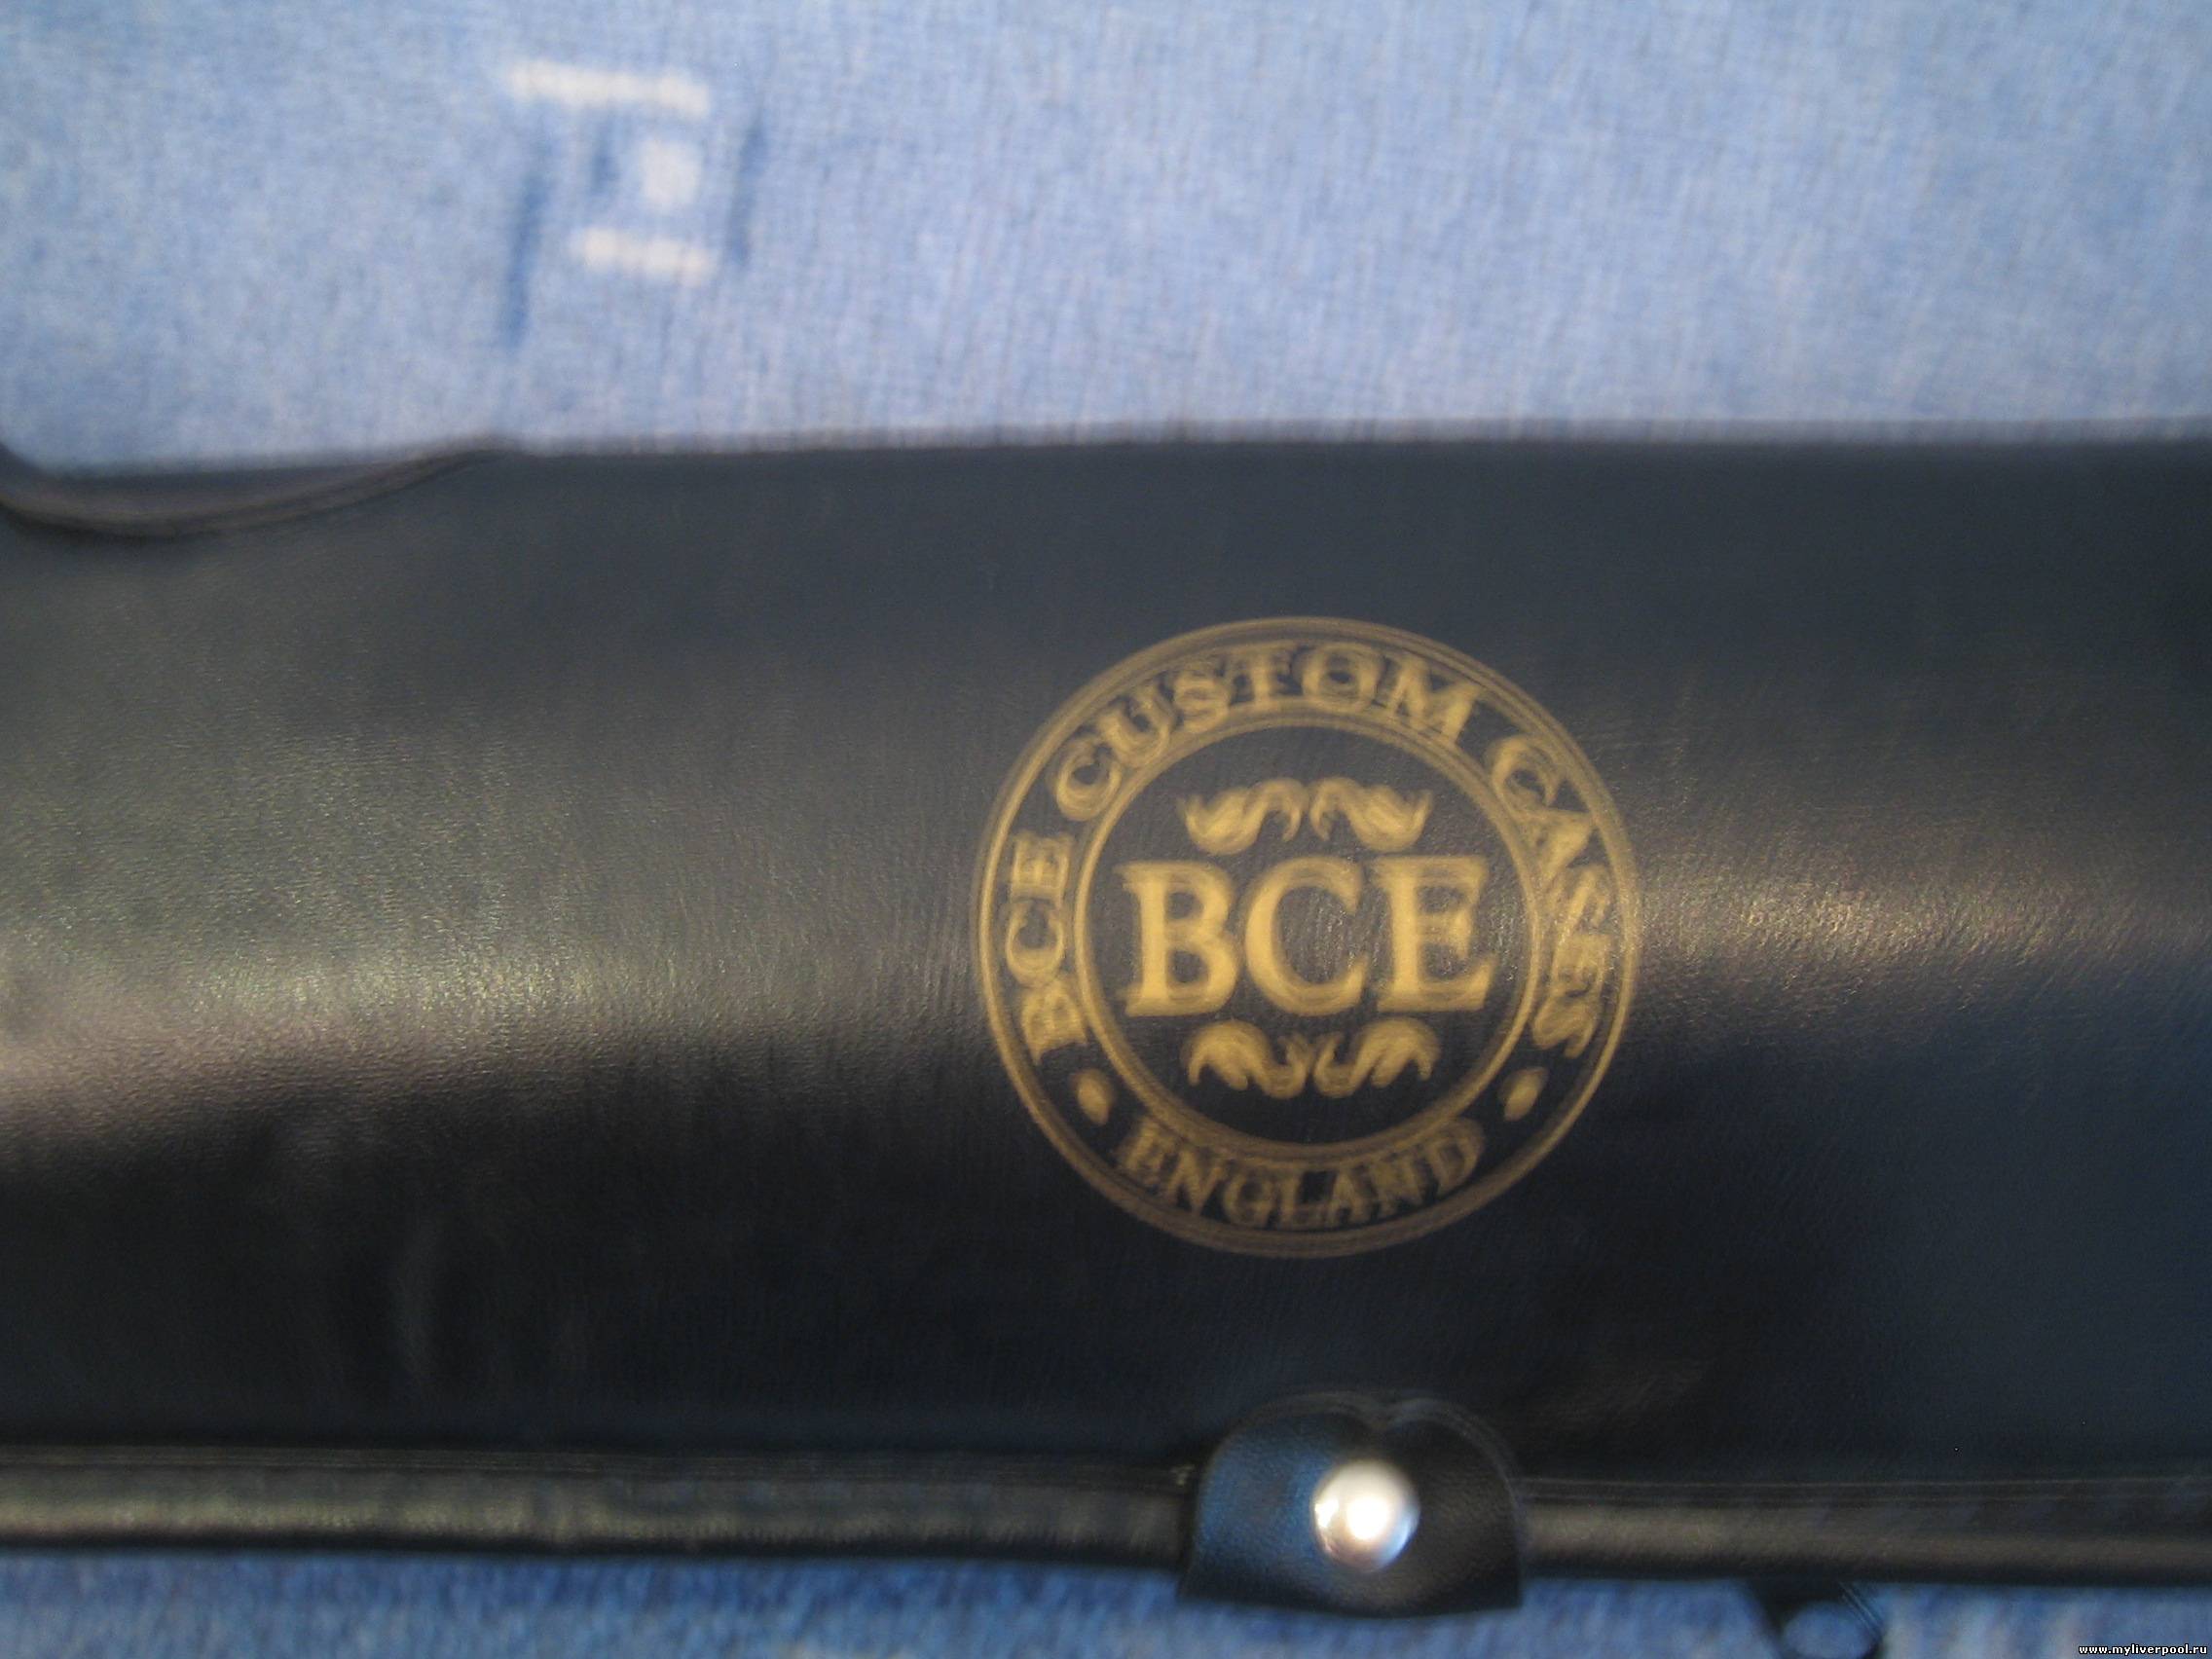 BCE CUSTOM CASES
BCE
• ENGLAND •
www.myliverpool.ru